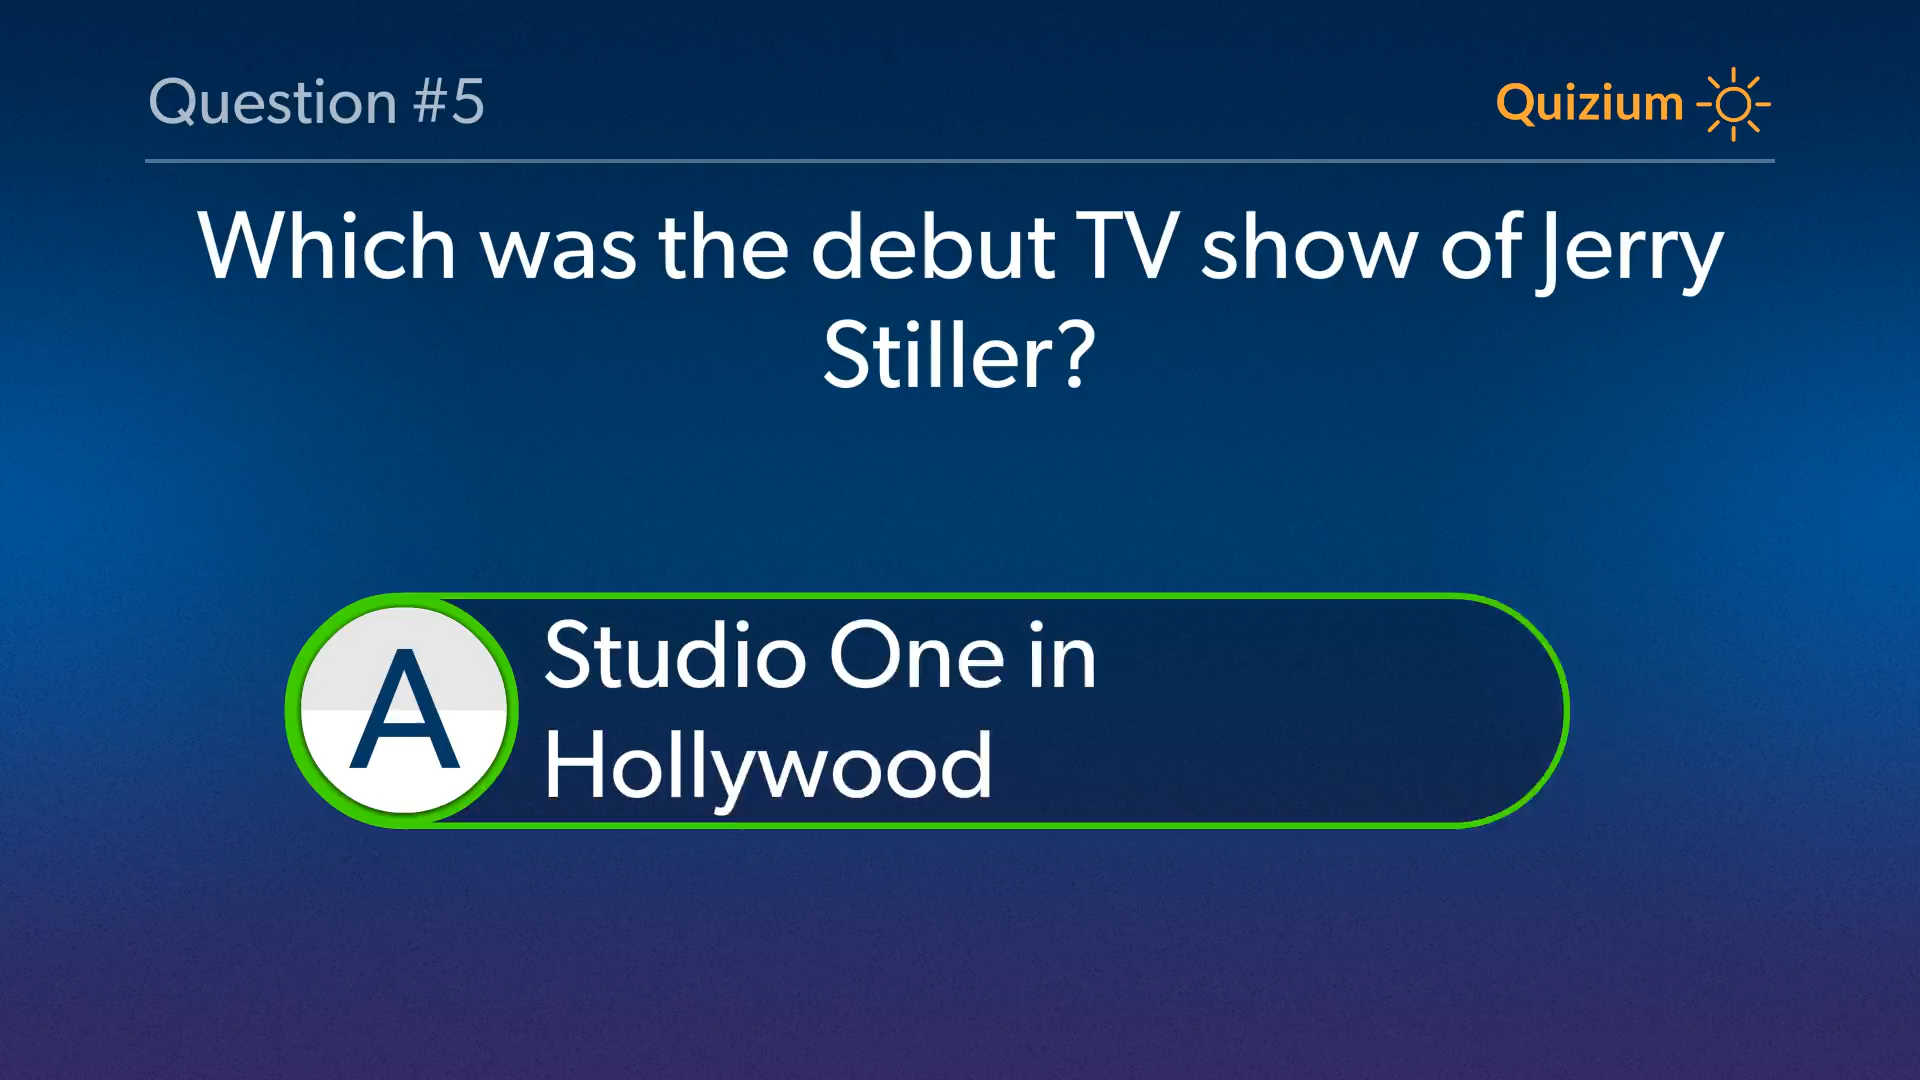 Question #5
Quizium
Which was the debut TV show of Jerry
Stiller?
A
Studio One in
Hollywood